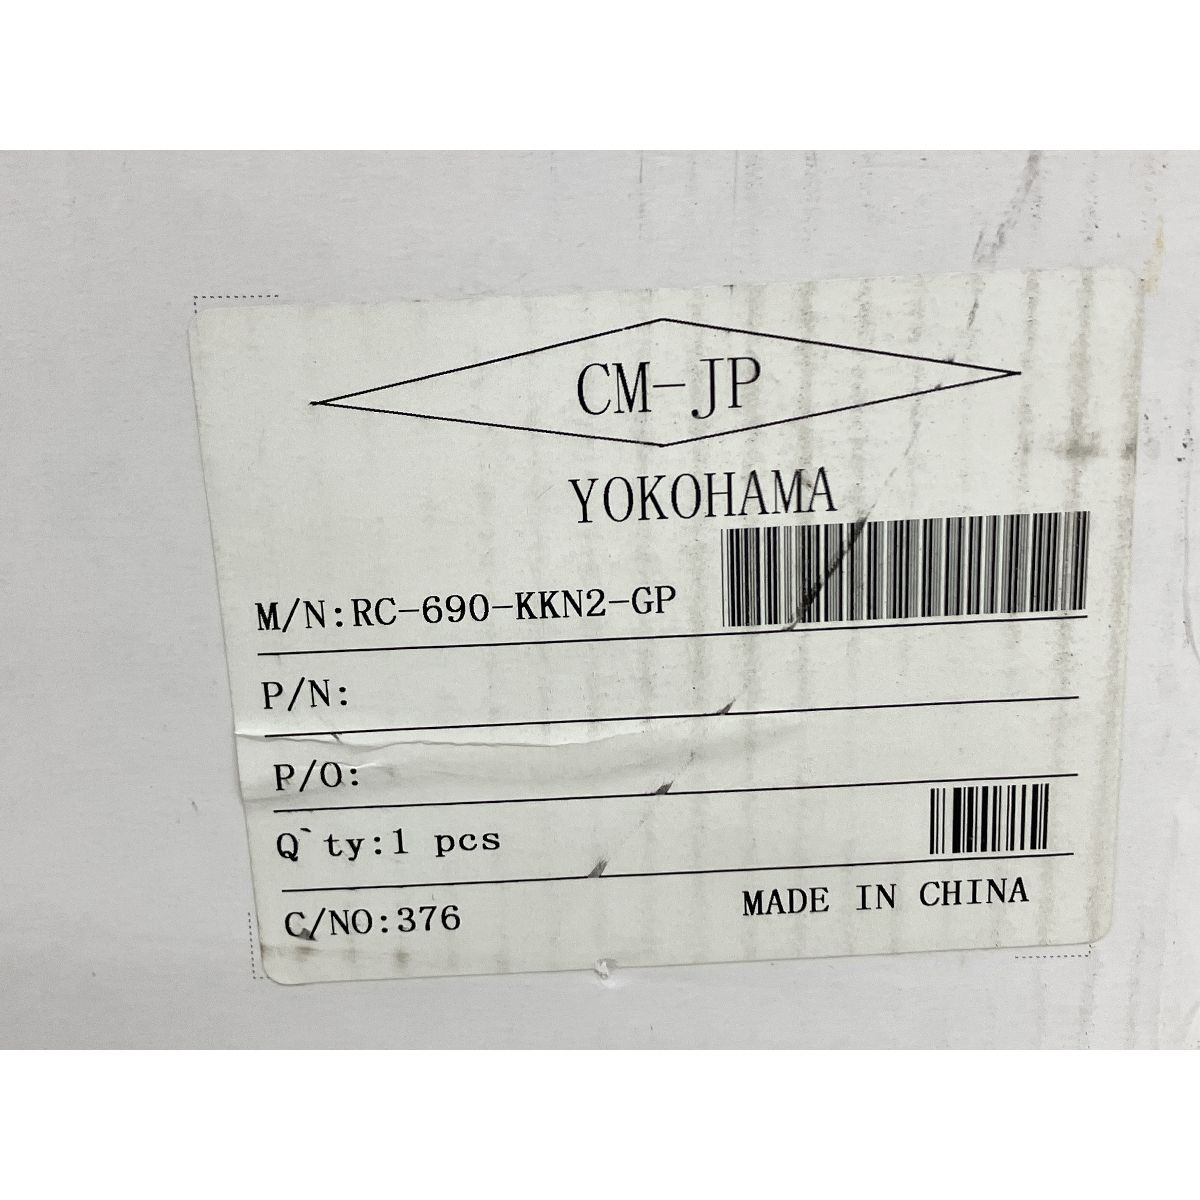 CM-JP
YOKOHAMA
M/N:RC-690-KKN2-GP
P/N:
P/O:
Q`ty:1 pcs
C/NO:376
MADE IN CHINA